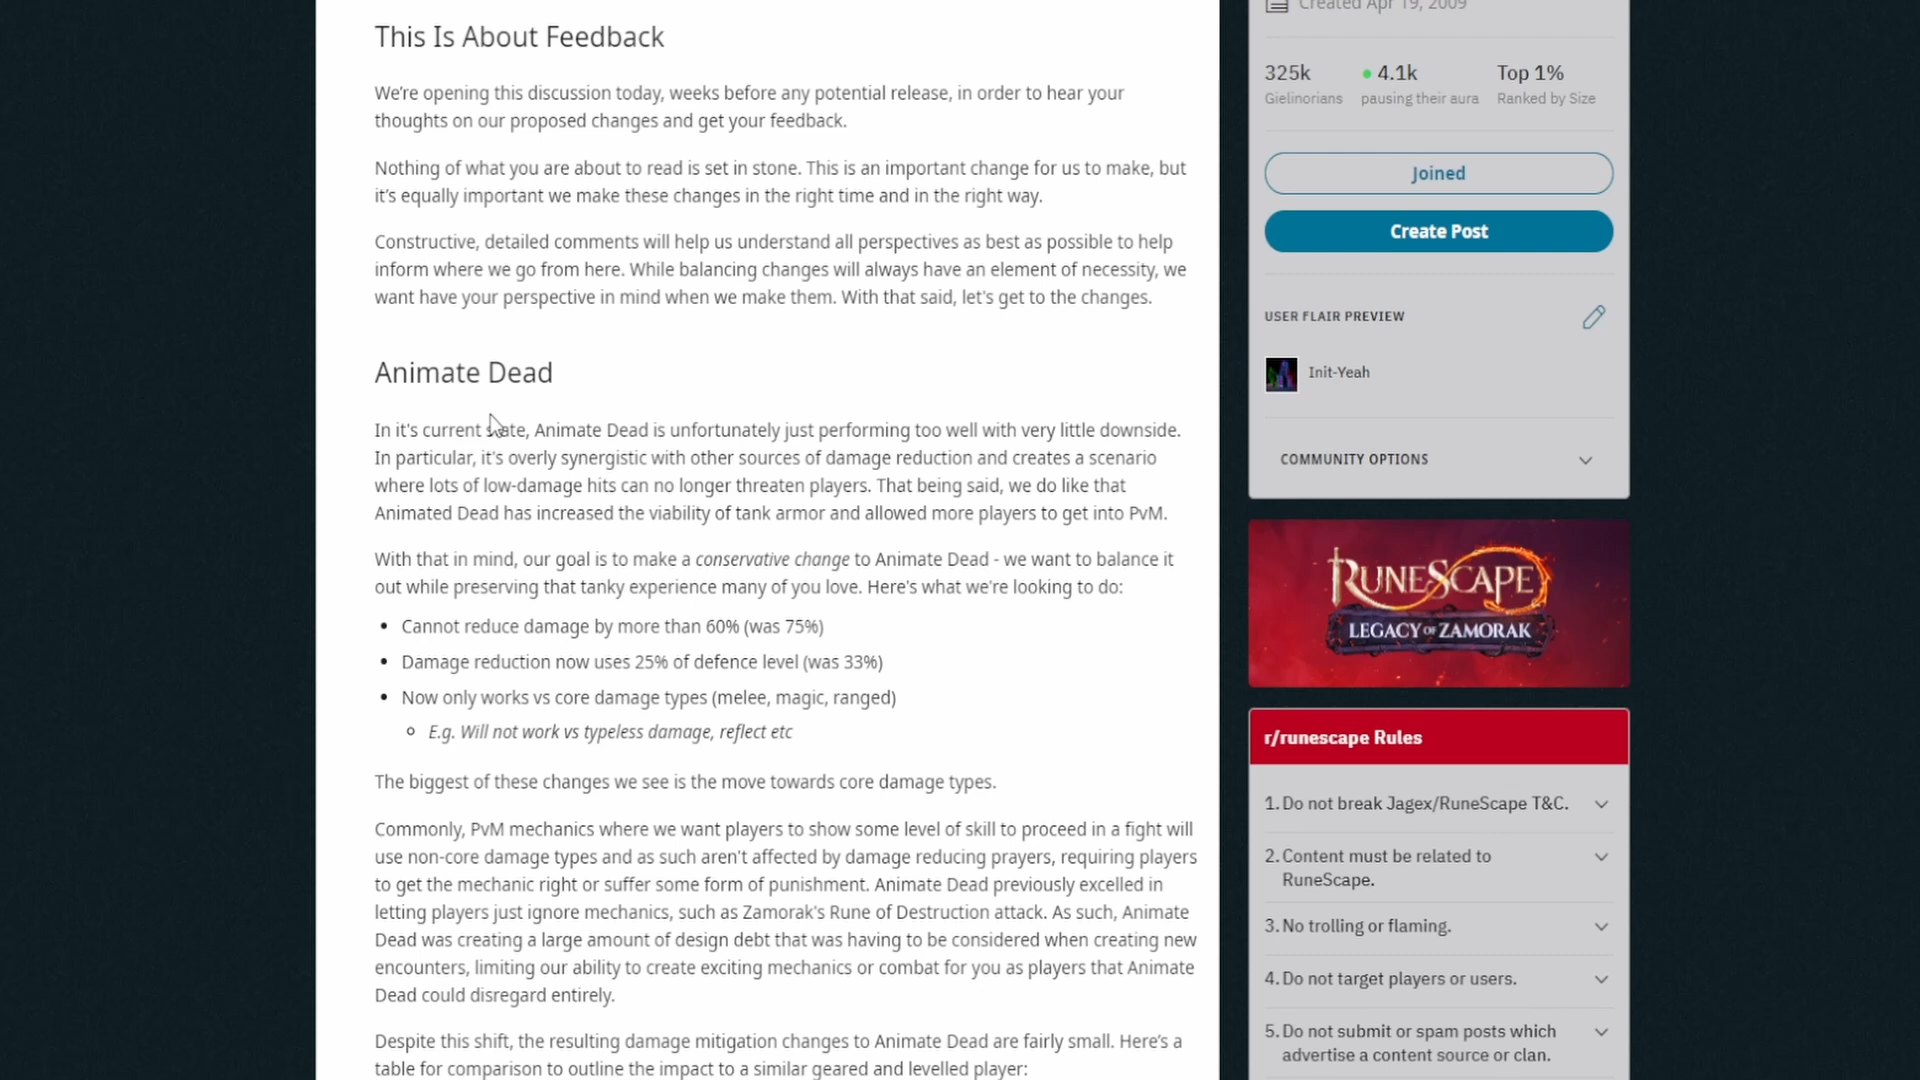 This Is About Feedback
We're opening this discussion today, weeks before any potential release, in order to hear your
thoughts on our proposed changes and get your feedback.
Nothing of what you are about to read is set in stone. This is an important change for us to make, but
it's equally important we make these changes in the right time and in the right way.
Constructive, detailed comments will help us understand all perspectives as best as possible to help
inform where we go from here. While balancing changes will always have an element of necessity, we
want have your perspective in mind when we make them. With that said, let's get to the changes.
Animate Dead
In it's current state, Animate Dead is unfortunately just performing too well with very little downside.
In particular, it's overly synergistic with other sources of damage reduction and creates a scenario
where lots of low-damage hits can no longer threaten players. That being said, we do like that
Animated Dead has increased the viability of tank armor and allowed more players to get into PvM.
With that in mind, our goal is to make a conservative change to Animate Dead - we want to balance it
out while preserving that tanky experience many of you love. Here's what we're looking to do:
• Cannot reduce damage by more than 60% (was 75%)
• Damage reduction now uses 25% of defence level (was 33%)
• Now only works vs core damage types (melee, magic, ranged)
◦ E.g. Will not work vs typeless damage, reflect etc
The biggest of these changes we see is the move towards core damage types.
Commonly, PvM mechanics where we want players to show some level of skill to proceed in a fight will
use non-core damage types and as such aren't affected by damage reducing prayers, requiring players
to get the mechanic right or suffer some form of punishment. Animate Dead previously excelled in
letting players just ignore mechanics, such as Zamorak's Rune of Destruction attack. As such, Animate
Dead was creating a large amount of design debt that was having to be considered when creating new
encounters, limiting our ability to create exciting mechanics or combat for you as players that Animate
Dead could disregard entirely.
Despite this shift, the resulting damage mitigation changes to Animate Dead are fairly small. Here's a
table for comparison to outline the impact to a similar geared and levelled player:
Created Apr 19, 2009
325k 4.1k Top 1%
Gielinorians pausing their aura Ranked by Size
Joined
Create Post
USER FLAIR PREVIEW
Init-Yeah
COMMUNITY OPTIONS
RUNESCAPE
LEGACY OF ZAMORAK
r/runescape Rules
1. Do not break Jagex/RuneScape T&C.
2. Content must be related to
RuneScape.
3. No trolling or flaming.
4. Do not target players or users.
5. Do not submit or spam posts which
advertise a content source or clan.